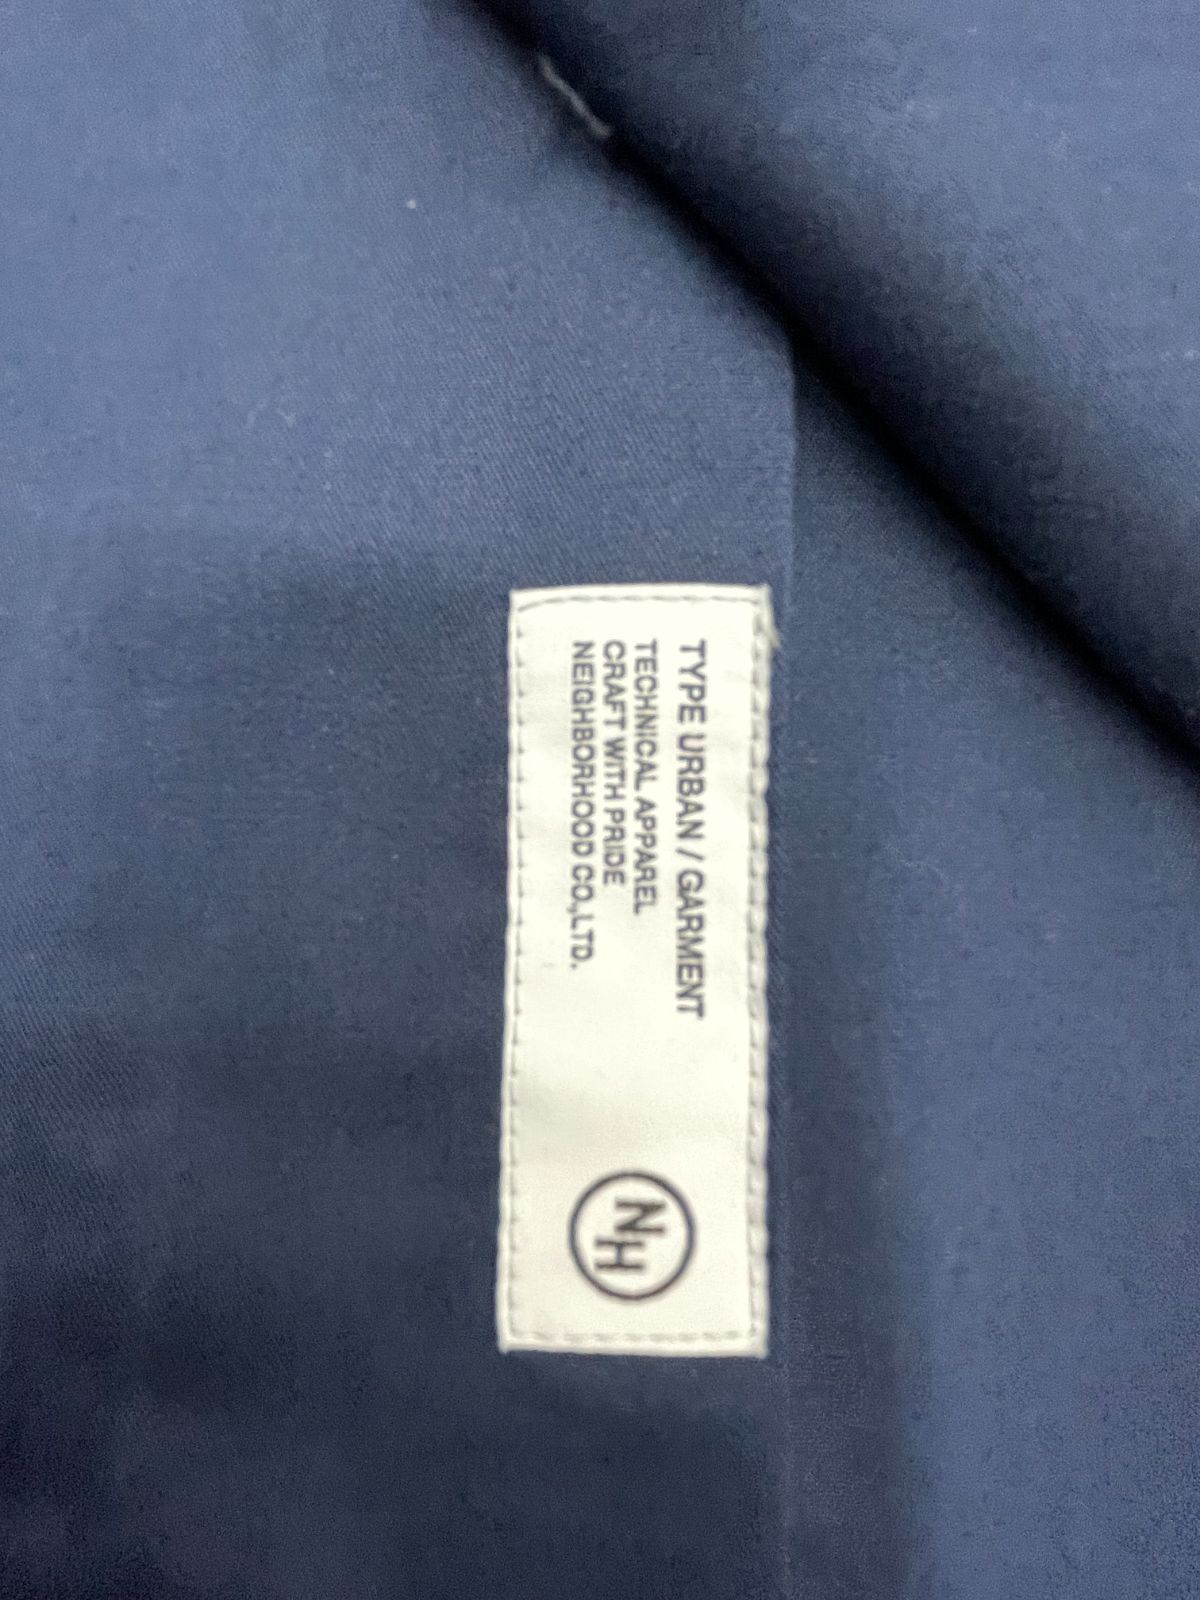 TYPE URBAN / GARMENT
TECHNICAL APPAREL
CRAFT WITH PRIDE
NEIGHBORHOOD CO.,LTD.
NH